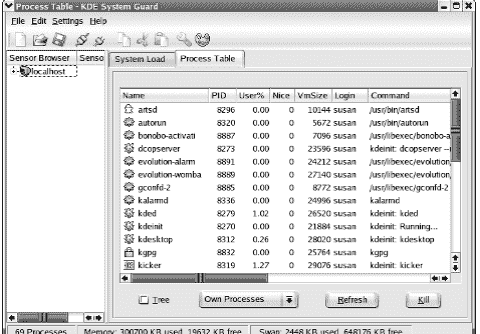 Process Table - KDE System Guard
File Edit Settings Help
Sensor Browser Senso System Load Process Table
localhost
Name PID User% Nice VmSize Login Command
artsd 8296 0.00 0 10144 susan /usr/bin/artsd
autorun 8320 0.00 0 5672 susan /usr/bin/autorun
bonobo-activati 8887 0.00 0 7096 susan /usr/libexec/bonobo-a
dcopserver 8273 0.00 0 23596 susan kdeinit: dcopserver --
evolution-alarm 8891 0.00 0 24212 susan /usr/libexec/evolution
evolution-womba 8889 0.00 0 27140 susan /usr/libexec/evolution,
gconfd-2 8885 0.00 0 8772 susan /usr/libexec/gconfd-2
kalarmd 8336 0.00 0 24996 susan kalarmd
kded 8279 1.02 0 26520 susan kdeinit: kded
kdeinit 8270 0.00 0 21884 susan kdeinit: Running...
kdesktop 8312 0.26 0 28020 susan kdeinit: kdesktop
kgpg 8832 0.00 0 25764 susan kgpg
kicker 8319 1.27 0 29076 susan kdeinit: kicker
Tree Own Processes Refresh Kill
69 Processes Memory: 300700 KB used, 19632 KB free Swap: 2448 KB used, 648176 KB free